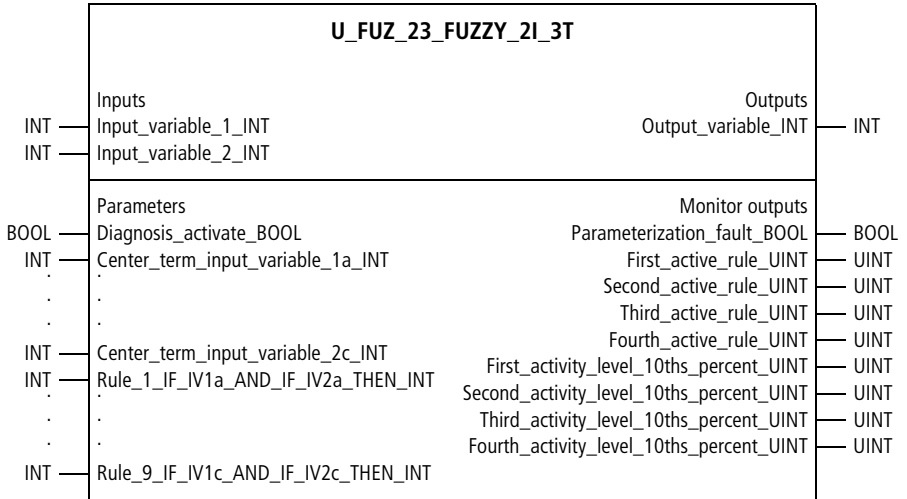 U_FUZ_23_FUZZY_2I_3T
Inputs Outputs
INT Input_variable_1_INT Output_variable_INT INT
INT Input_variable_2_INT
Parameters Monitor outputs
BOOL Diagnosis_activate_BOOL Parameterization_fault_BOOL BOOL
INT Center_term_input_variable_1a_INT First_active_rule_UINT UINT
. . Second_active_rule_UINT UINT
. . Third_active_rule_UINT UINT
. . Fourth_active_rule_UINT UINT
INT Center_term_input_variable_2c_INT First_activity_level_10ths_percent_UINT UINT
INT Rule_1_IF_IV1a_AND_IF_IV2a_THEN_INT Second_activity_level_10ths_percent_UINT UINT
. . Third_activity_level_10ths_percent_UINT UINT
. . Fourth_activity_level_10ths_percent_UINT UINT
. .
INT Rule_9_IF_IV1c_AND_IF_IV2c_THEN_INT